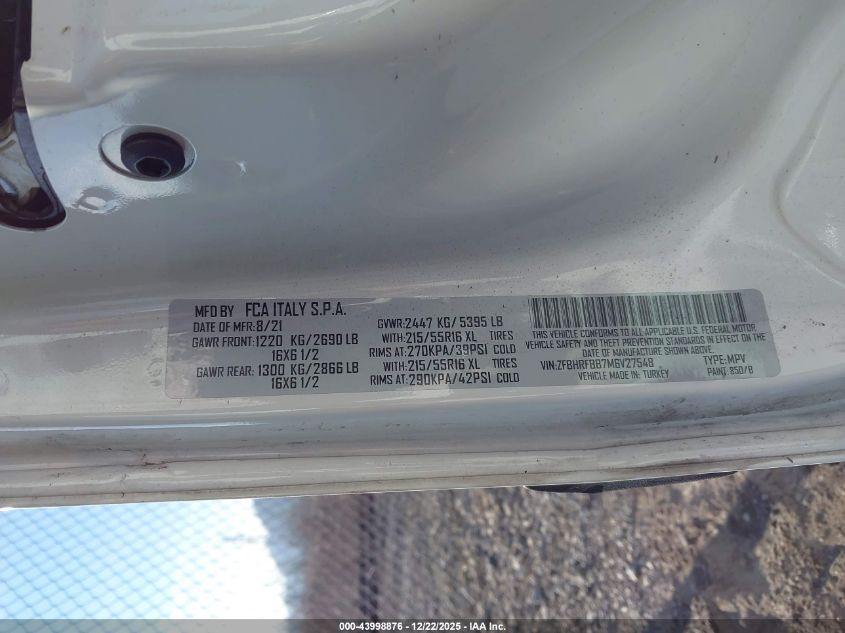 MFD BY FCA ITALY S.P.A.
DATE OF MFR: 8/21
GAWR FRONT: 1220 KG/2690 LB
16X6 1/2
GAWR REAR: 1300 KG/2866 LB
16X6 1/2
GVWR: 2447 KG/5395 LB
WITH: 215/55R16 XL TIRES
RIMS AT: 270KPA/39PSI COLD
WITH: 215/55R16 XL TIRES
RIMS AT: 290KPA/42PSI COLD
THIS VEHICLE CONFORMS TO ALL APPLICABLE U.S. FEDERAL MOTOR
VEHICLE SAFETY AND THEFT PREVENTION STANDARDS IN EFFECT ON THE
DATE OF MANUFACTURE SHOWN ABOVE.
VIN: ZFBHRFBB7M6V27548 TYPE: MPV
VEHICLE MADE IN: TURKEY PAINT: 850/B
000-43998876 - 12/22/2025 - IAA Inc.